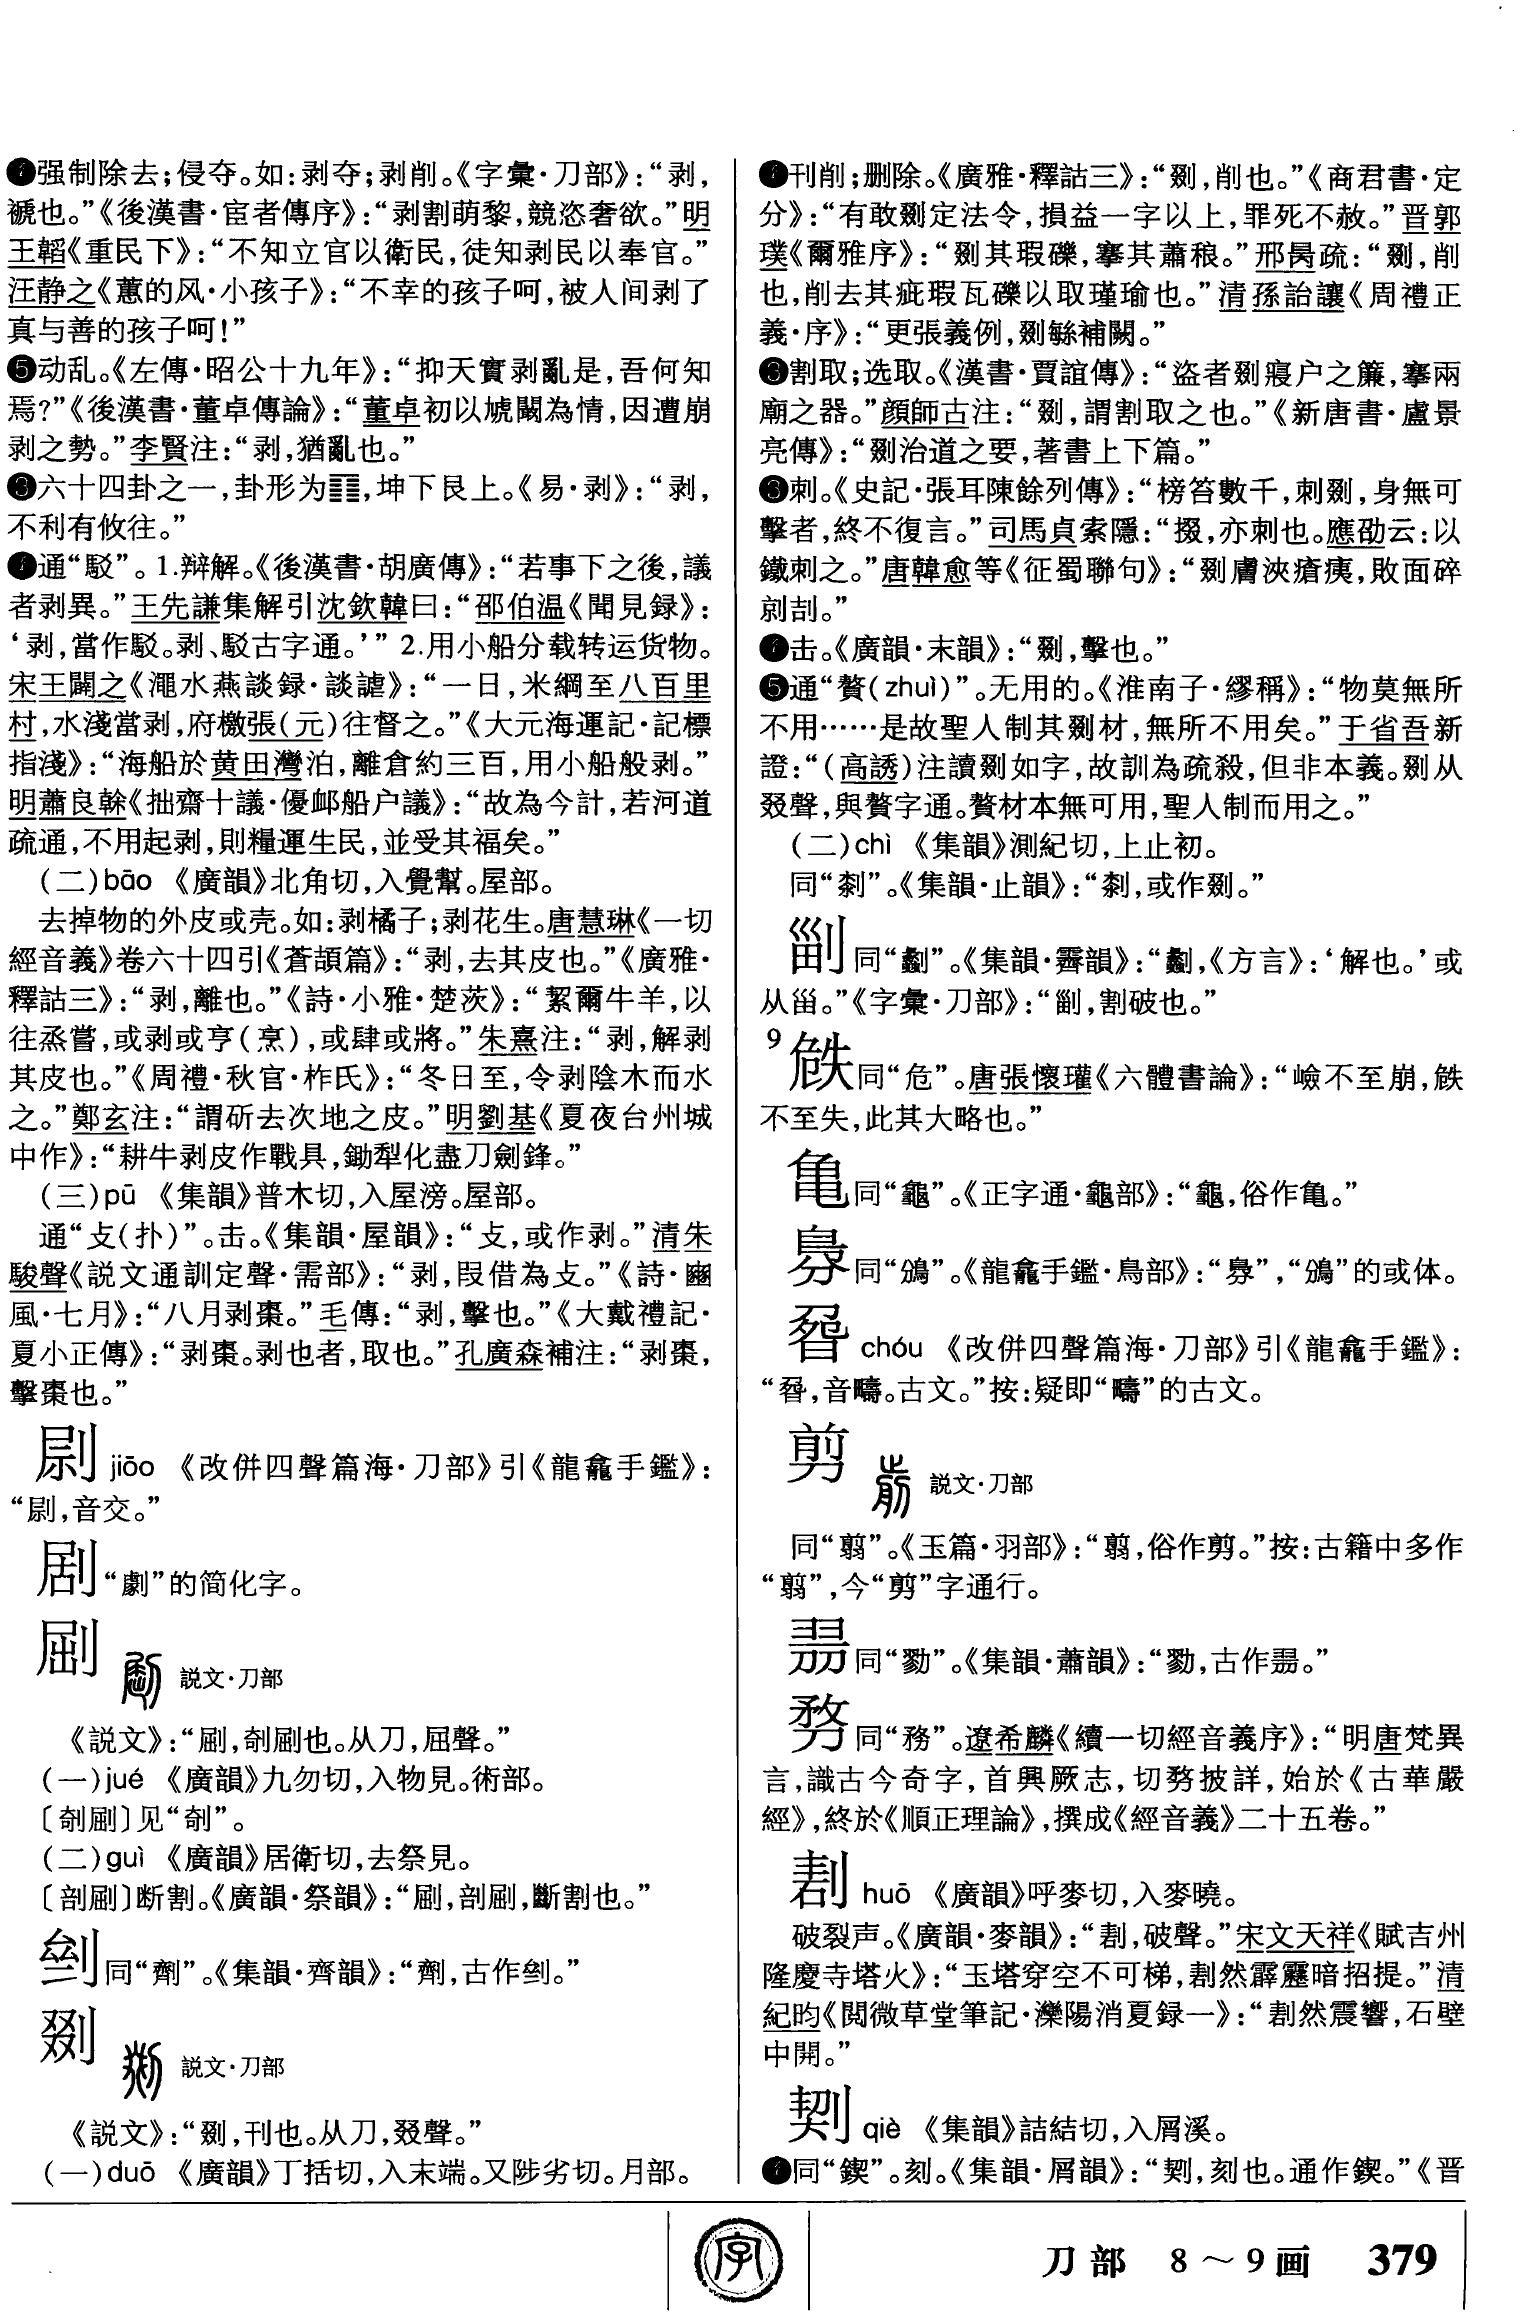 ❹强制除去;侵夺。如:剥夺;剥削。《字彙·刀部》:“剥,
褫也。”《後漢書·宦者傳序》:“剥割萌黎,競恣奢欲。”明
王韜《重民下》:“不知立官以衛民,徒知剥民以奉官。”
汪静之《蕙的风·小孩子》:“不幸的孩子呵,被人间剥了
真与善的孩子呵!”
❺动乱。《左傳·昭公十九年》:“抑天實剥亂是,吾何知
焉?”《後漢書·董卓傳論》:“董卓初以虓闞為情,因遭崩
剥之勢。”李賢注:“剥,猶亂也。”
❻六十四卦之一,卦形为䷖,坤下艮上。《易·剥》:“剥,
不利有攸往。”
❼通“駁”。1.辩解。《後漢書·胡廣傳》:“若事下之後,議
者剥異。”王先謙集解引沈欽韓曰:“邵伯温《聞見録》:
‘剥,當作駁。剥、駁古字通。’”2.用小船分载转运货物。
宋王闢之《澠水燕談録·談謔》:“一日,米綱至八百里
村,水淺當剥,府檄張(元)往督之。”《大元海運記·記標
指淺》:“海船於黄田灣泊,離倉約三百,用小船般剥。”
明蕭良榦《拙齋十議·優邺船户議》:“故為今計,若河道
疏通,不用起剥,則糧運生民,並受其福矣。”
(二)bāo 《廣韻》北角切,入覺幫。屋部。
去掉物的外皮或壳。如:剥橘子;剥花生。唐慧琳《一切
經音義》卷六十四引《蒼頡篇》:“剥,去其皮也。”《廣雅·
釋詁三》:“剥,離也。”《詩·小雅·楚茨》:“絜爾牛羊,以
往烝嘗,或剥或亨(烹),或肆或將。”朱熹注:“剥,解剥
其皮也。”《周禮·秋官·柞氏》:“冬日至,令剥陰木而水
之。”鄭玄注:“謂斫去次地之皮。”明劉基《夏夜台州城
中作》:“耕牛剥皮作戰具,鋤犁化盡刀劍鋒。”
(三)pū 《集韻》普木切,入屋滂。屋部。
通“攴(扑)”。击。《集韻·屋韻》:“攴,或作剥。”清朱
駿聲《説文通訓定聲·需部》:“剥,叚借為攴。”《詩·豳
風·七月》:“八月剥棗。”毛傳:“剥,擊也。”《大戴禮記·
夏小正傳》:“剥棗。剥也者,取也。”孔廣森補注:“剥棗,
擊棗也。”
jiāo 《改併四聲篇海·刀部》引《龍龕手鑑》:
音交。”
剧“劇”的简化字。
㓖 説文·刀部
《説文》:“㓖,剞㓖也。从刀,屈聲。”
(一)jué 《廣韻》九勿切,入物見。術部。
〔剞㓖〕见“剞”。
(二)guì 《廣韻》居衛切,去祭見。
〔剖㓖〕断割。《廣韻·祭韻》:“㓖,剖㓖,斷割也。”
同“劑”。《集韻·齊韻》:“劑,古作
剟 説文·刀部
《説文》:“剟,刊也。从刀,叕聲。”
(一)duō 《廣韻》丁括切,入末端。又陟劣切。月部。
❶刊削;删除。《廣雅·釋詁三》:“剟,削也。”《商君書·定
分》:“有敢剟定法令,損益一字以上,罪死不赦。”晋郭
璞《爾雅序》:“剟其瑕礫,搴其蕭稂。”邢昺疏:“剟,削
也,削去其疵瑕瓦礫以取瑾瑜也。”清孫詒讓《周禮正
義·序》:“更張義例,剟緐補闕。”
❷割取;选取。《漢書·賈誼傳》:“盗者剟寢户之簾,搴兩
廟之器。”顔師古注:“剟,謂割取之也。”《新唐書·盧景
亮傳》:“剟治道之要,著書上下篇。”
❸刺。《史記·張耳陳餘列傳》:“榜笞數千,刺剟,身無可
擊者,終不復言。”司馬貞索隱:“掇,亦刺也。應劭云:以
鐵刺之。”唐韓愈等《征蜀聯句》:“剟膚浹瘡痍,敗面碎
剠刮。”
❹击。《廣韻·末韻》:“剟,擊也。”
❺通“贅(zhuì)”。无用的。《淮南子·繆稱》:“物莫無所
不用……是故聖人制其剟材,無所不用矣。”于省吾新
證:“(高誘)注讀剟如字,故訓為疏殺,但非本義。剟从
叕聲,與贅字通。贅材本無可用,聖人制而用之。”
(二)chì 《集韻》測紀切,上止初。
同“㓨”。《集韻·止韻》:“㓨,或作剟。”
㔇同“劙”。《集韻·霽韻》:“劙,《方言》:‘解也。’或
从甾。”《字彙·刀部》:“㔇,割破也。”
9 同“危”。唐張懷瓘《六體書論》:“嶮不至崩,
不至失,此其大略也。”
亀同“龜”。《正字通·龜部》:“龜,俗作亀。”
同“鳻”。《龍龕手鑑·鳥部》:“鳻”的或体。
chóu 《改併四聲篇海·刀部》引《龍龕手鑑》:
音疇。古文。”按:疑即“疇”的古文。
剪 説文·刀部
同“翦”。《玉篇·羽部》:“翦,俗作剪。”按:古籍中多作
“翦”,今“剪”字通行。
同“勠”。《集韻·蕭韻》:“勠,古作
同“務”。遼希麟《續一切經音義序》:“明唐梵異
言,識古今奇字,首興厥志,切務披詳,始於《古華嚴
經》,終於《順正理論》,撰成《經音義》二十五卷。”
剨 huō 《廣韻》呼麥切,入麥曉。
破裂声。《廣韻·麥韻》:“剨,破聲。”宋文天祥《賦吉州
隆慶寺塔火》:“玉塔穿空不可梯,剨然霹靂暗招提。”清
紀昀《閲微草堂筆記·灤陽消夏録一》:“剨然震響,石壁
中開。”
㓶 qiè 《集韻》詰結切,入屑溪。
❶同“鍥”。刻。《集韻·屑韻》:“㓶,刻也。通作鍥。”《晋
刀部 8～9画 379